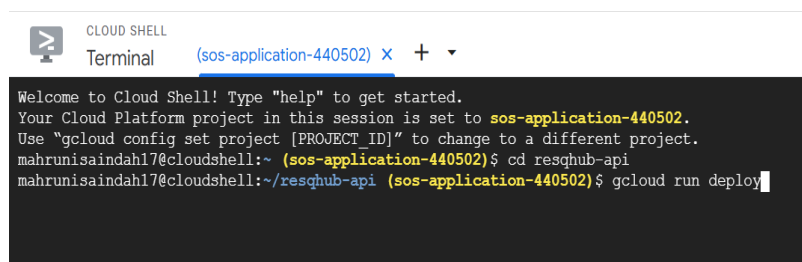 CLOUD SHELL
Terminal (sos-application-440502) × + ▾
Welcome to Cloud Shell! Type "help" to get started.
Your Cloud Platform project in this session is set to sos-application-440502.
Use “gcloud config set project [PROJECT_ID]” to change to a different project.
mahrunisaindah17@cloudshell:~ (sos-application-440502)$ cd resqhub-api
mahrunisaindah17@cloudshell:~/resqhub-api (sos-application-440502)$ gcloud run deploy